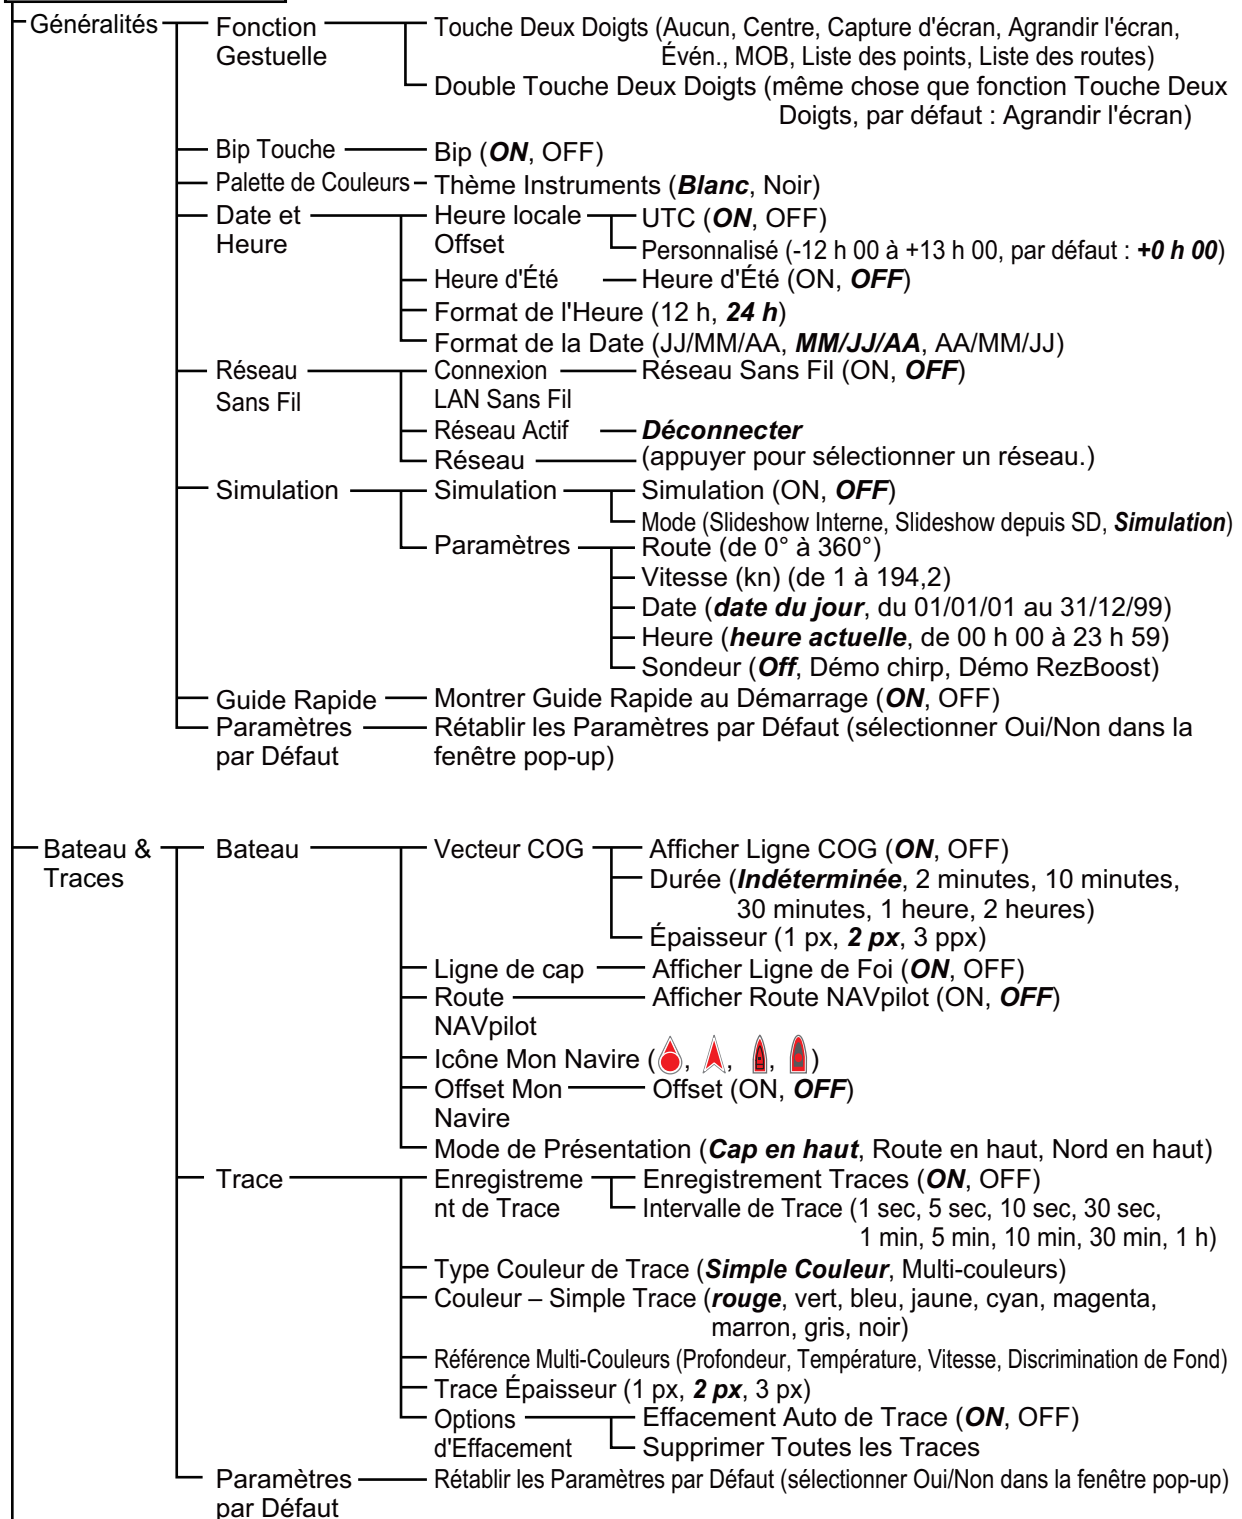 Généralités
Fonction Gestuelle
Touche Deux Doigts (Aucun, Centre, Capture d'écran, Agrandir l'écran,
Évén., MOB, Liste des points, Liste des routes)
Double Touche Deux Doigts (même chose que fonction Touche Deux
Doigts, par défaut : Agrandir l'écran)
Bip Touche
Bip (ON, OFF)
Palette de Couleurs
Thème Instruments (Blanc, Noir)
Date et
Heure
Heure locale
Offset
UTC (ON, OFF)
Personnalisé (-12 h 00 à +13 h 00, par défaut : +0 h 00)
Heure d'Été
Heure d'Été (ON, OFF)
Format de l'Heure (12 h, 24 h)
Format de la Date (JJ/MM/AA, MM/JJ/AA, AA/MM/JJ)
Réseau
Sans Fil
Connexion
LAN Sans Fil
Réseau Sans Fil (ON, OFF)
Réseau Actif
Déconnecter
Réseau
(appuyer pour sélectionner un réseau.)
Simulation
Simulation
Simulation (ON, OFF)
Mode (Slideshow Interne, Slideshow depuis SD, Simulation)
Paramètres
Route (de 0° à 360°)
Vitesse (kn) (de 1 à 194,2)
Date (date du jour, du 01/01/01 au 31/12/99)
Heure (heure actuelle, de 00 h 00 à 23 h 59)
Sondeur (Off, Démo chirp, Démo RezBoost)
Guide Rapide
Montrer Guide Rapide au Démarrage (ON, OFF)
Paramètres
par Défaut
Rétablir les Paramètres par Défaut (sélectionner Oui/Non dans la
fenêtre pop-up)
Bateau &
Traces
Bateau
Vecteur COG
Afficher Ligne COG (ON, OFF)
Durée (Indéterminée, 2 minutes, 10 minutes,
30 minutes, 1 heure, 2 heures)
Épaisseur (1 px, 2 px, 3 ppx)
Ligne de cap
Afficher Ligne de Foi (ON, OFF)
Route
NAVpilot
Afficher Route NAVpilot (ON, OFF)
Icône Mon Navire (, , , )
Offset Mon
Navire
Offset (ON, OFF)
Mode de Présentation (Cap en haut, Route en haut, Nord en haut)
Trace
Enregistreme
nt de Trace
Enregistrement Traces (ON, OFF)
Intervalle de Trace (1 sec, 5 sec, 10 sec, 30 sec,
1 min, 5 min, 10 min, 30 min, 1 h)
Type Couleur de Trace (Simple Couleur, Multi-couleurs)
Couleur – Simple Trace (rouge, vert, bleu, jaune, cyan, magenta,
marron, gris, noir)
Référence Multi-Couleurs (Profondeur, Température, Vitesse, Discrimination de Fond)
Trace Épaisseur (1 px, 2 px, 3 px)
Options
d'Effacement
Effacement Auto de Trace (ON, OFF)
Supprimer Toutes les Traces
Paramètres
par Défaut
Rétablir les Paramètres par Défaut (sélectionner Oui/Non dans la fenêtre pop-up)